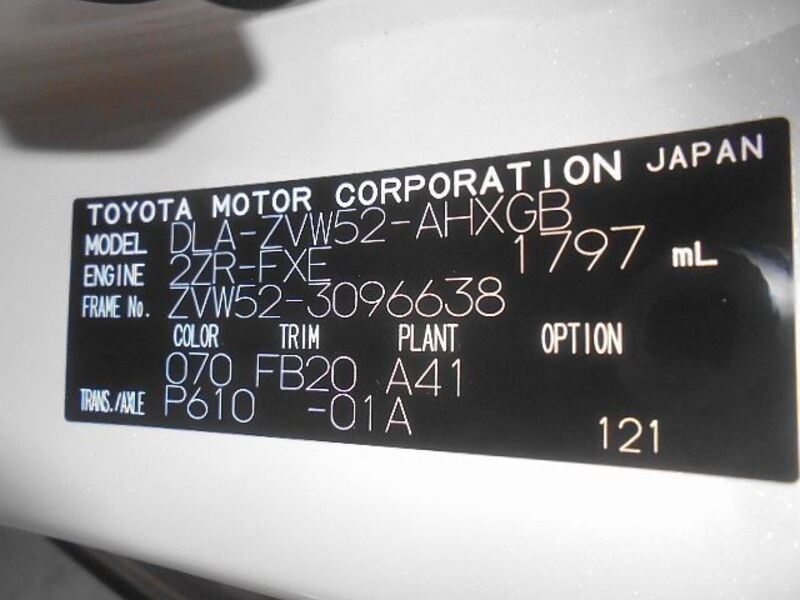 TOYOTA MOTOR CORPORATION JAPAN
MODEL DLA-ZVW52-AHXGB
ENGINE 2ZR-FXE 1797 mL
FRAME No. ZVW52-3096638
COLOR TRIM PLANT OPTION
070 FB20 A41
TRANS./AXLE P610 -01A
121